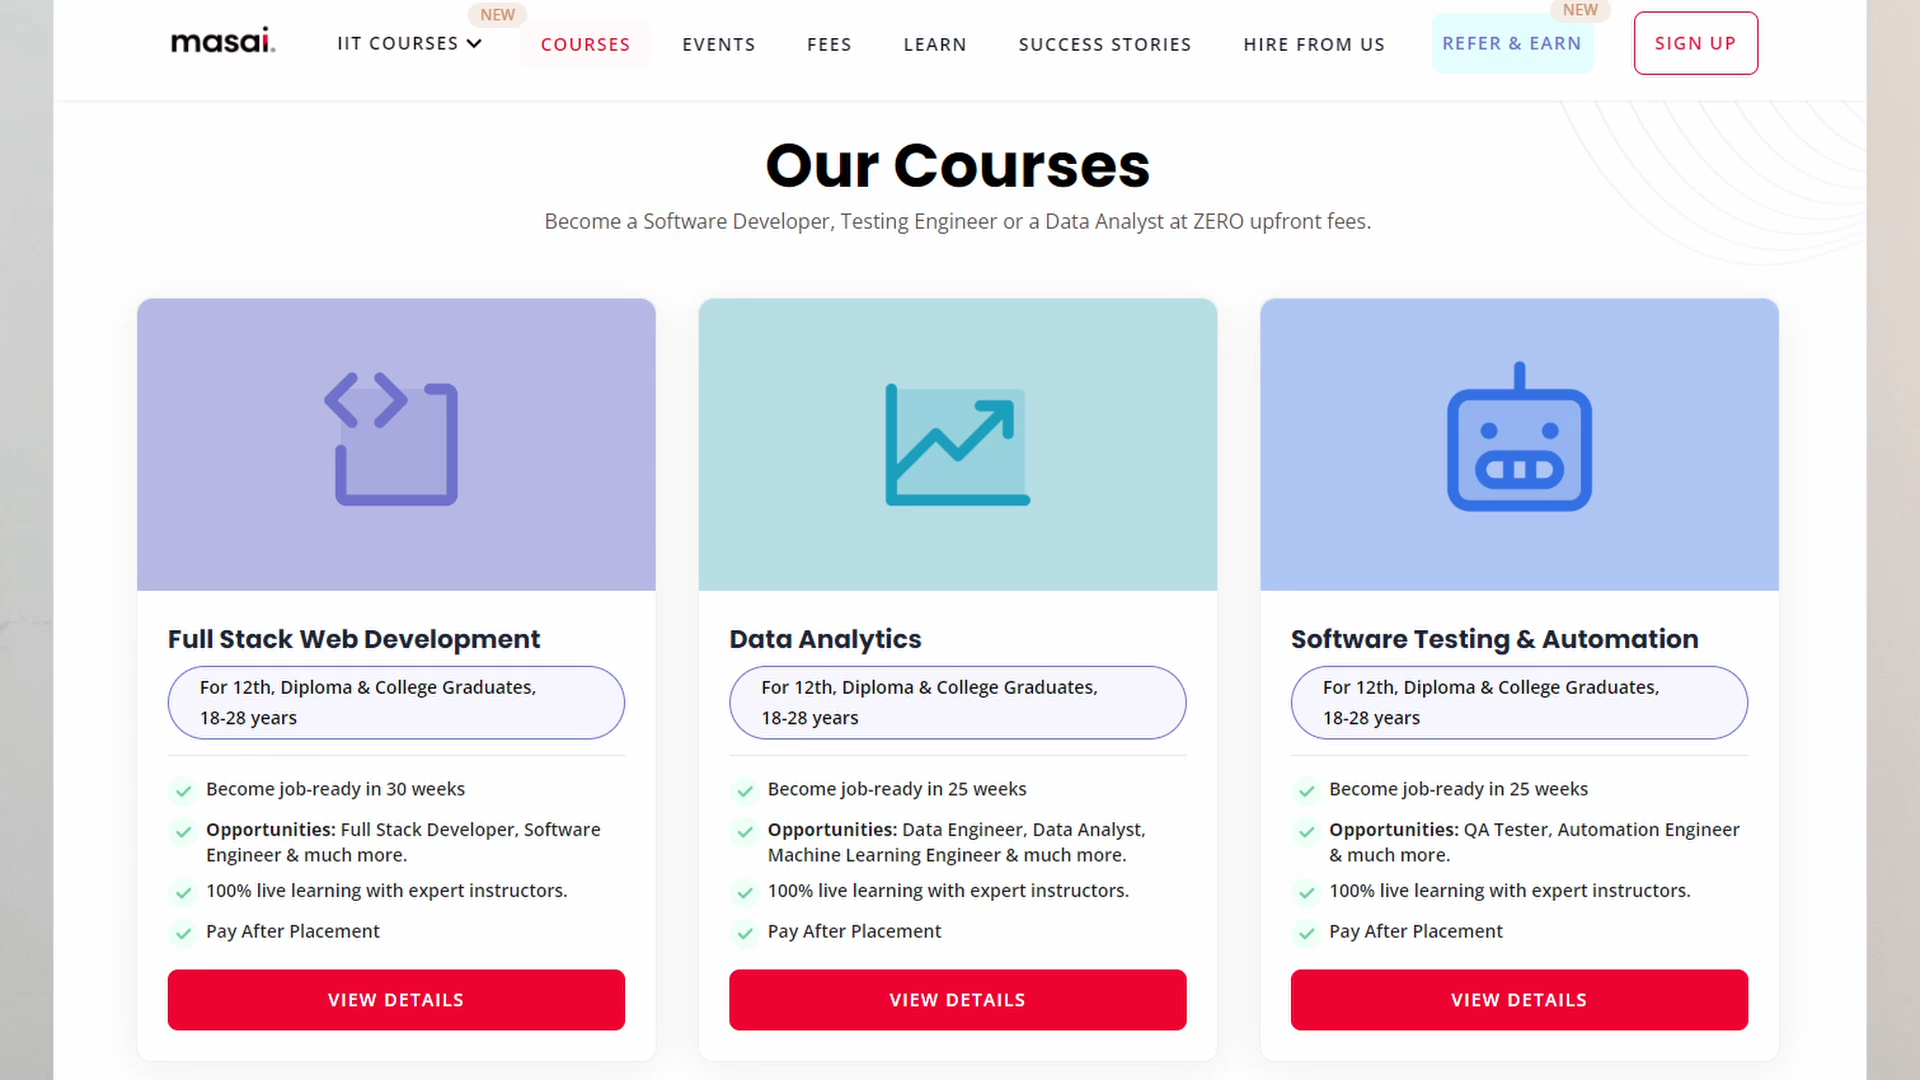 masai.
IIT COURSES
NEW
COURSES
EVENTS
FEES
LEARN
SUCCESS STORIES
HIRE FROM US
NEW
REFER & EARN
SIGN UP
Our Courses
Become a Software Developer, Testing Engineer or a Data Analyst at ZERO upfront fees.
Full Stack Web Development
For 12th, Diploma & College Graduates,
18-28 years
Become job-ready in 30 weeks
Opportunities: Full Stack Developer, Software
Engineer & much more.
100% live learning with expert instructors.
Pay After Placement
VIEW DETAILS
Data Analytics
For 12th, Diploma & College Graduates,
18-28 years
Become job-ready in 25 weeks
Opportunities: Data Engineer, Data Analyst,
Machine Learning Engineer & much more.
100% live learning with expert instructors.
Pay After Placement
VIEW DETAILS
Software Testing & Automation
For 12th, Diploma & College Graduates,
18-28 years
Become job-ready in 25 weeks
Opportunities: QA Tester, Automation Engineer
& much more.
100% live learning with expert instructors.
Pay After Placement
VIEW DETAILS